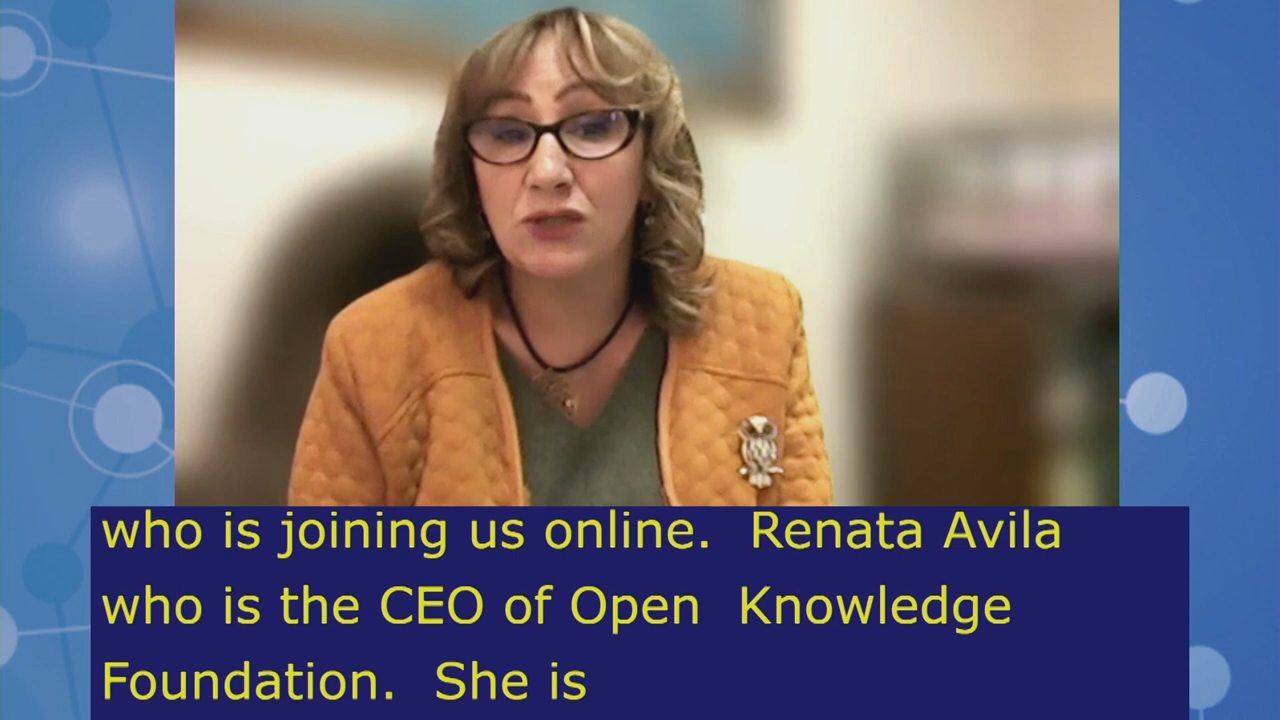 who is joining us online.  Renata Avila
who is the CEO of Open  Knowledge
Foundation.  She is